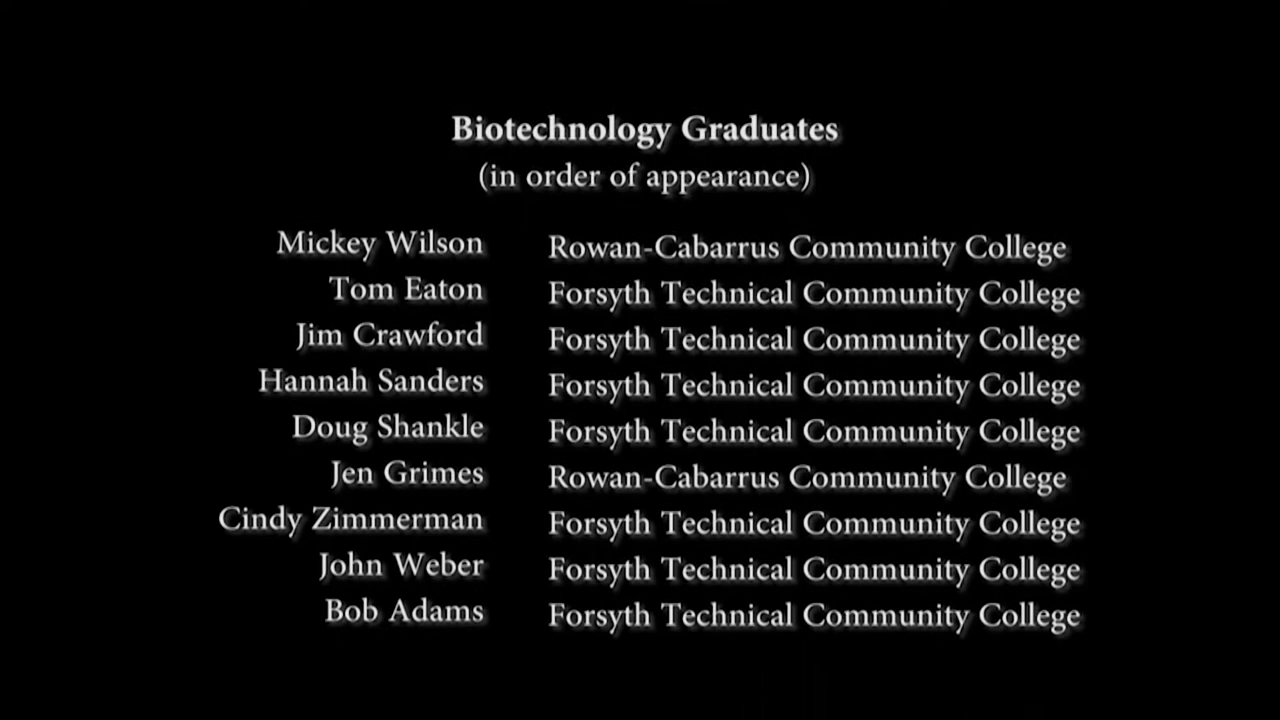 Biotechnology Graduates
(in order of appearance)
Mickey Wilson Rowan-Cabarrus Community College
Tom Eaton Forsyth Technical Community College
Jim Crawford Forsyth Technical Community College
Hannah Sanders Forsyth Technical Community College
Doug Shankle Forsyth Technical Community College
Jen Grimes Rowan-Cabarrus Community College
Cindy Zimmerman Forsyth Technical Community College
John Weber Forsyth Technical Community College
Bob Adams Forsyth Technical Community College